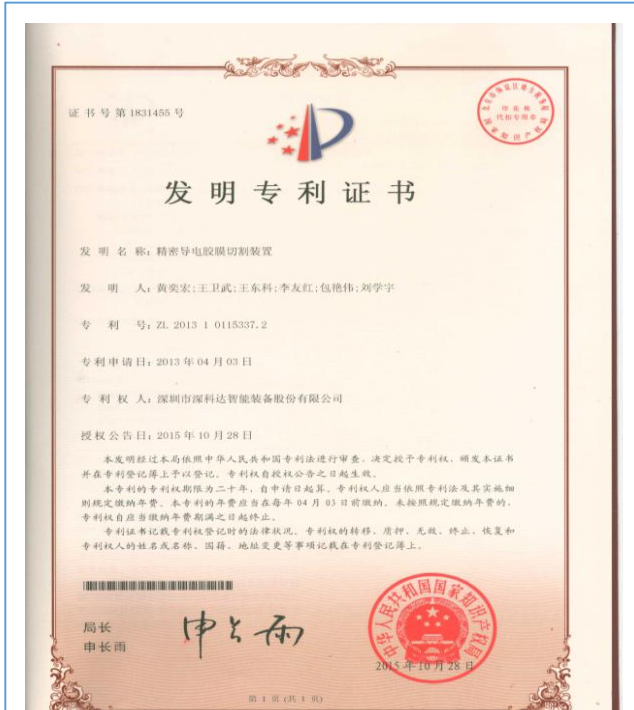 证书号第1831455号
印花税
代扣专用章
发明专利证书
发 明 名 称：精密导电胶膜切割装置
发 明 人：黄奕宏;王卫武;王东科;李友红;包艳伟;刘学宇
专 利 号：ZL 2013 1 0115337.2
专利申请日：2013年04月03日
专 利 权 人：深圳市深科达智能装备股份有限公司
授权公告日：2015年10月28日
本发明经过本局依照中华人民共和国专利法进行审查，决定授予专利权，颁发本证书
并在专利登记簿上予以登记。专利权自授权公告之日起生效。
本专利的专利权期限为二十年，自申请日起算。专利权人应当依照专利法及其实施细
则规定缴纳年费。本专利的年费应当在每年04月03日前缴纳。未按照规定缴纳年费的，
专利权自应当缴纳年费期满之日起终止。
专利证书记载专利权登记时的法律状况。专利权的转移、质押、无效、终止、恢复和
专利权人的姓名或名称、国籍、地址变更等事项记载在专利登记簿上。
局长
申长雨
申长雨
中华人民共和国国家知识产权局
2015年10月28日
第 1 页 (共 1 页)